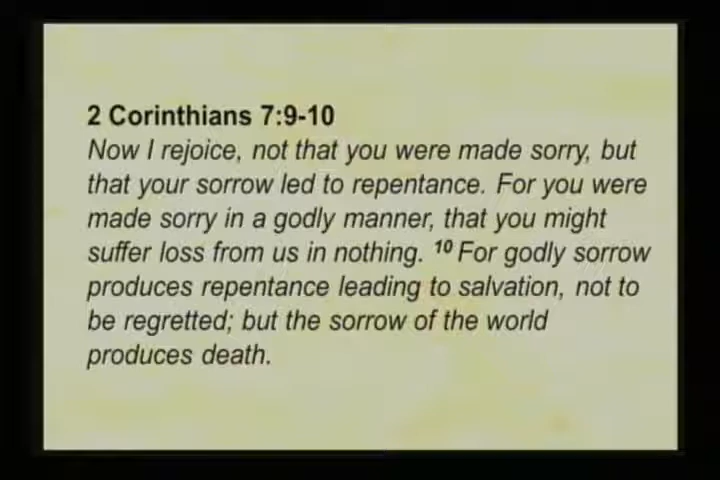 2 Corinthians 7:9-10
Now I rejoice, not that you were made sorry, but
that your sorrow led to repentance. For you were
made sorry in a godly manner, that you might
suffer loss from us in nothing. ¹⁰ For godly sorrow
produces repentance leading to salvation, not to
be regretted; but the sorrow of the world
produces death.